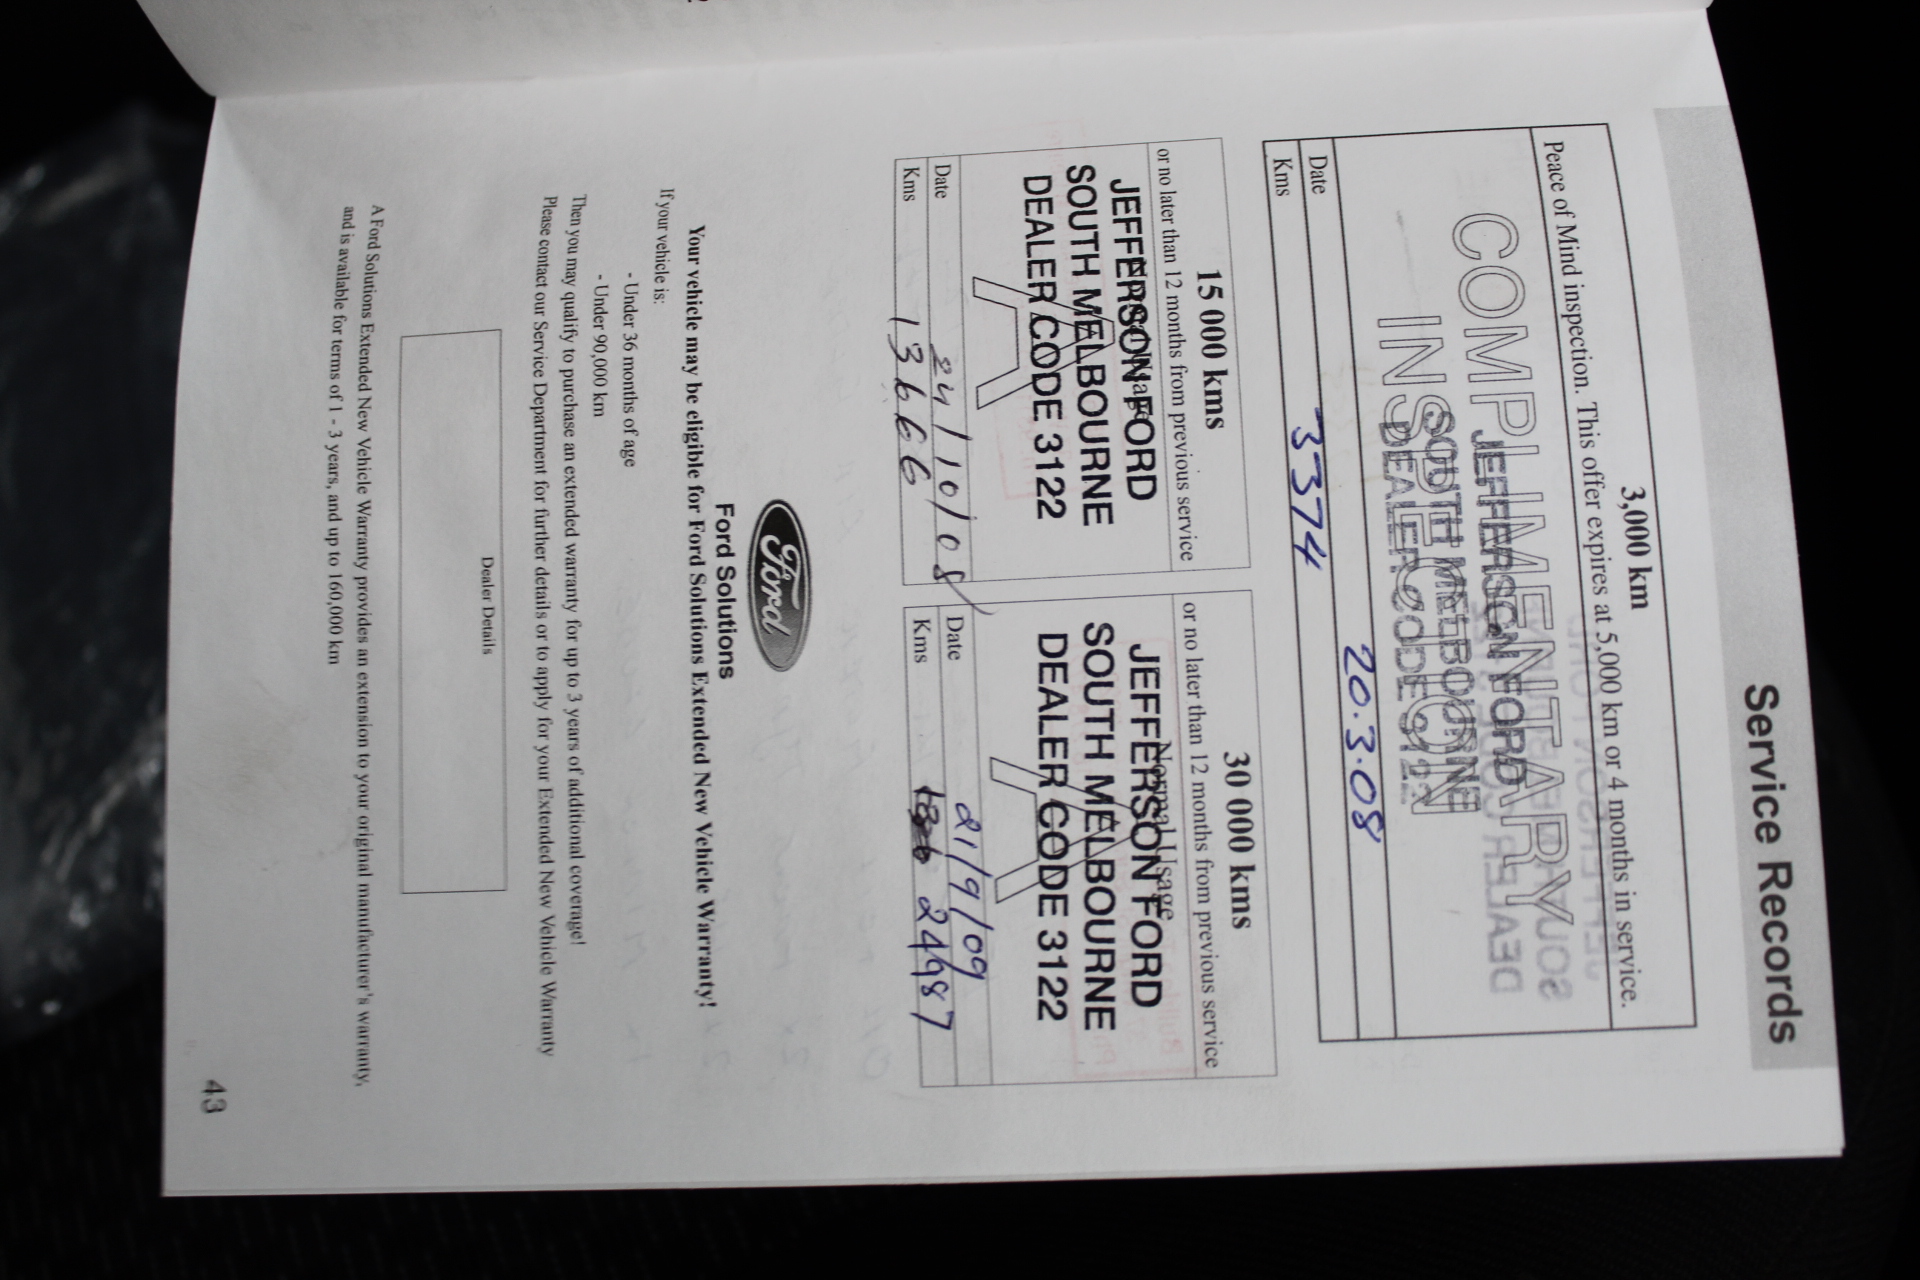 Service Records
3,000 km
Peace of Mind inspection. This offer expires at 5,000 km or 4 months in service.
COMPLIMENTARY
INSPECTION
JEFFERSON FORD
SOUTH MELBOURNE
DEALER CODE 3122
Date 20.3.08
Kms 3374
15 000 kms
or no later than 12 months from previous service
Normal Usage
JEFFERSON FORD
SOUTH MELBOURNE
DEALER CODE 3122
A
Date 24/10/08
Kms 13666
30 000 kms
or no later than 12 months from previous service
Normal Usage
JEFFERSON FORD
SOUTH MELBOURNE
DEALER CODE 3122
A
Date 21/9/09
Kms 24987
Ford
Ford Solutions
Your vehicle may be eligible for Ford Solutions Extended New Vehicle Warranty!
If your vehicle is:
- Under 36 months of age
- Under 90,000 km
Then you may qualify to purchase an extended warranty for up to 3 years of additional coverage!
Please contact our Service Department for further details or to apply for your Extended New Vehicle Warranty
Dealer Details
A Ford Solutions Extended New Vehicle Warranty provides an extension to your original manufacturer's warranty,
and is available for terms of 1 - 3 years, and up to 160,000 km
43